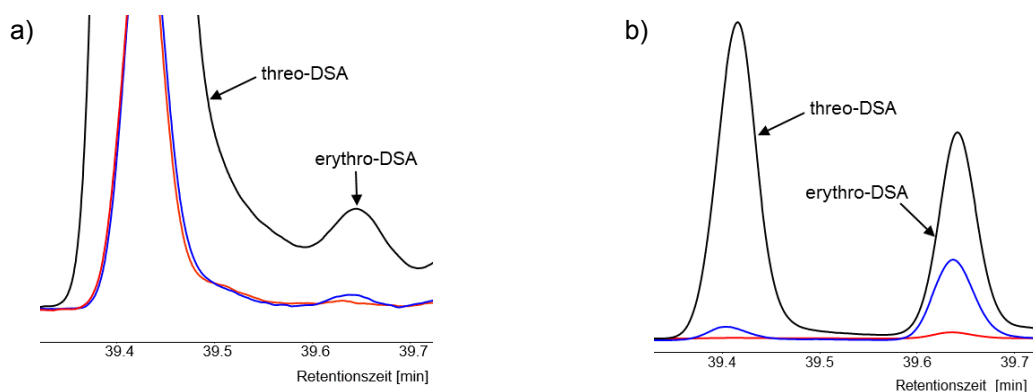 a)
threo-DSA
erythro-DSA
39.4
39.5
39.6
39.7
Retentionszeit [min]
b)
threo-DSA
erythro-DSA
39.4
39.5
39.6
39.7
Retentionszeit [min]